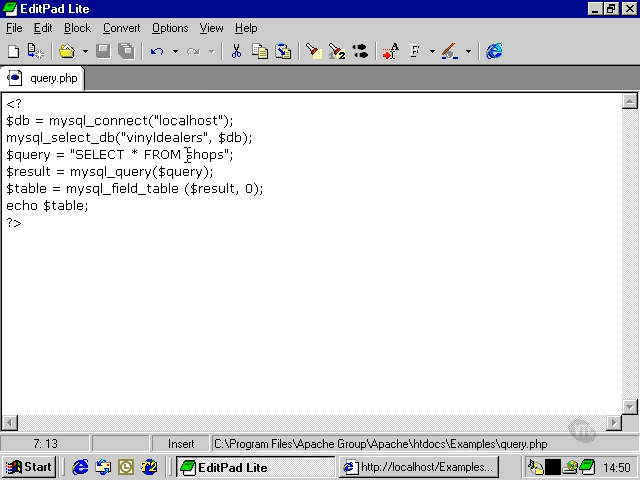 EditPad Lite
File Edit Block Convert Options View Help
query.php
<?
$db = mysql_connect("localhost");
mysql_select_db("vinyldealers", $db);
$query = "SELECT * FROM shops";
$result = mysql_query($query);
$table = mysql_field_table ($result, 0);
echo $table;
?>
VTC
7: 13 Insert C:\Program Files\Apache Group\Apache\htdocs\Examples\query.php
Start EditPad Lite http://localhost/Examples... 14:50